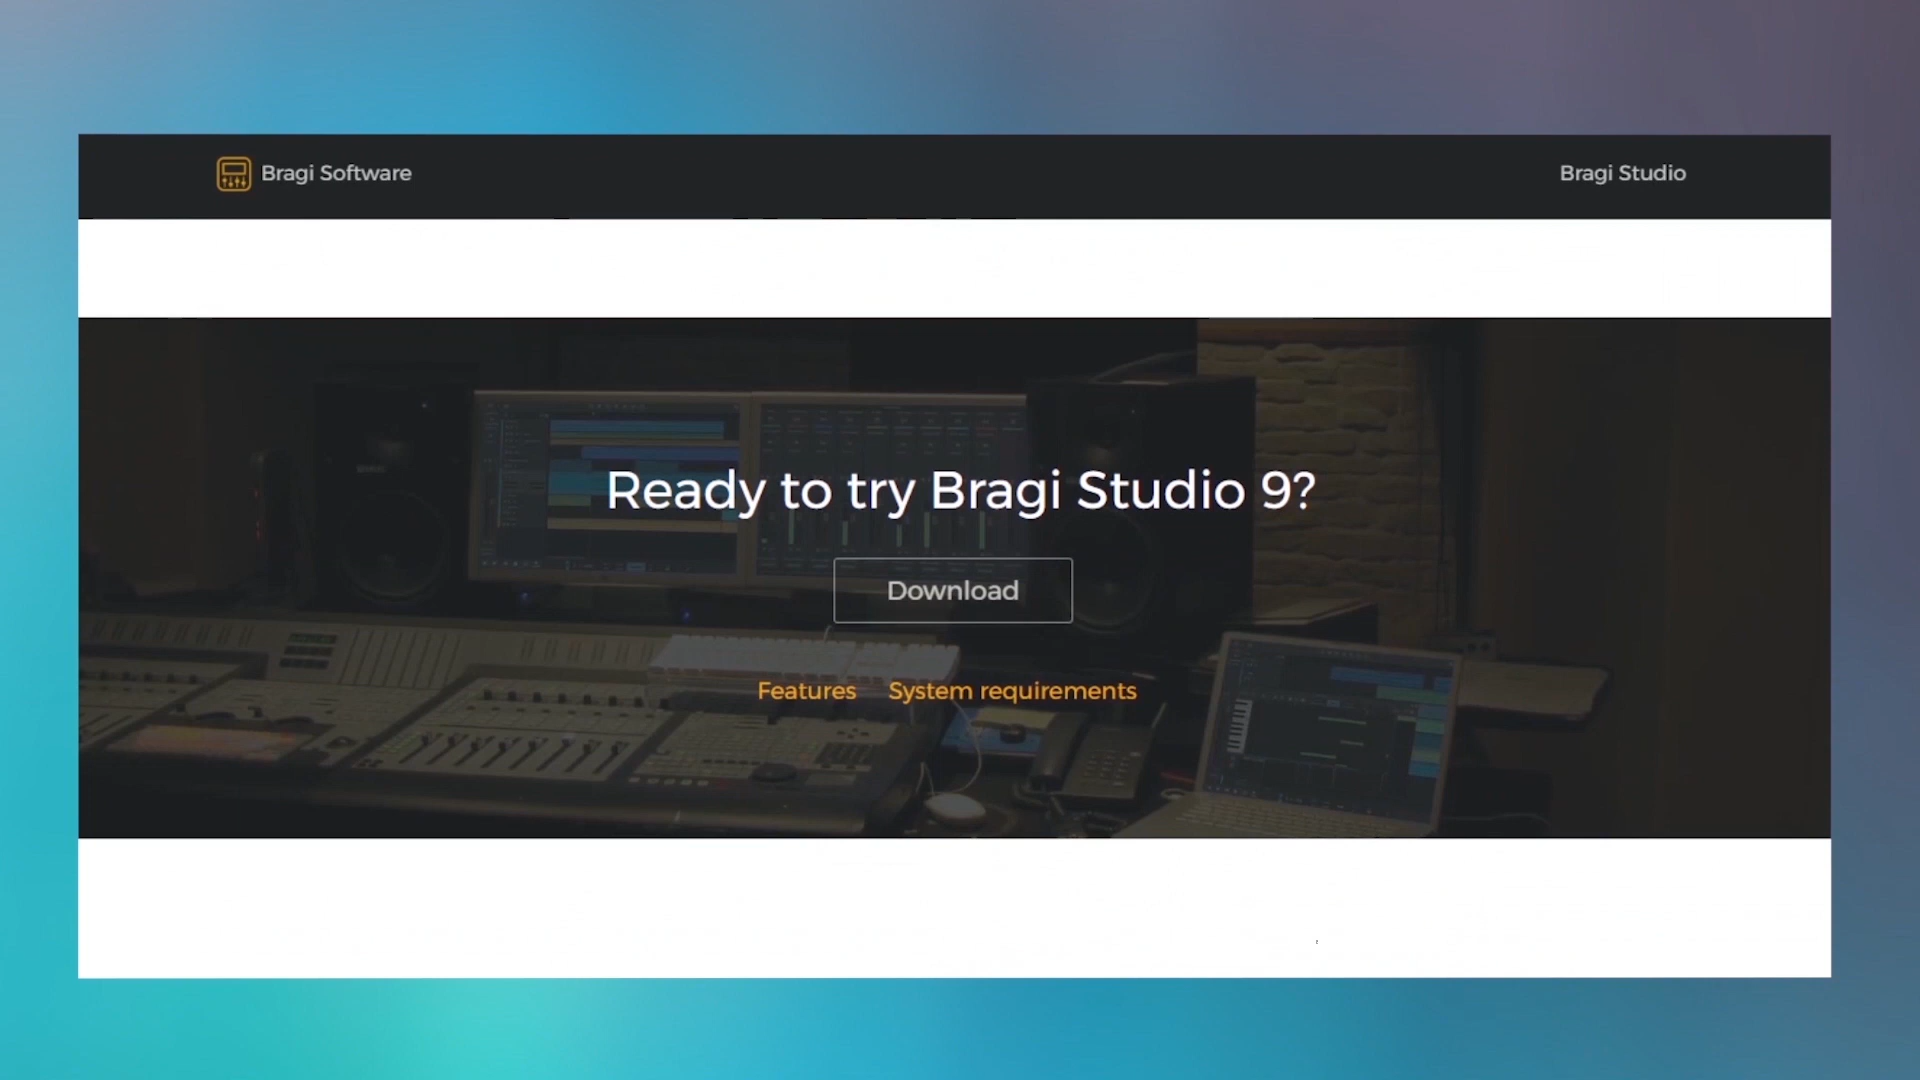 Bragi Software
Bragi Studio
Ready to try Bragi Studio 9?
Download
Features
System requirements